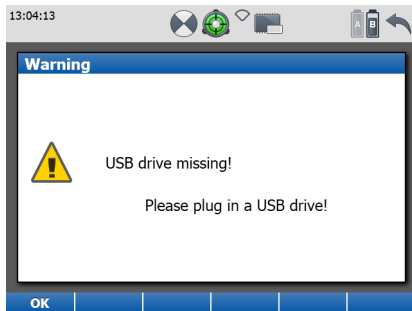 13:04:13
A B
Warning
USB drive missing!
Please plug in a USB drive!
OK